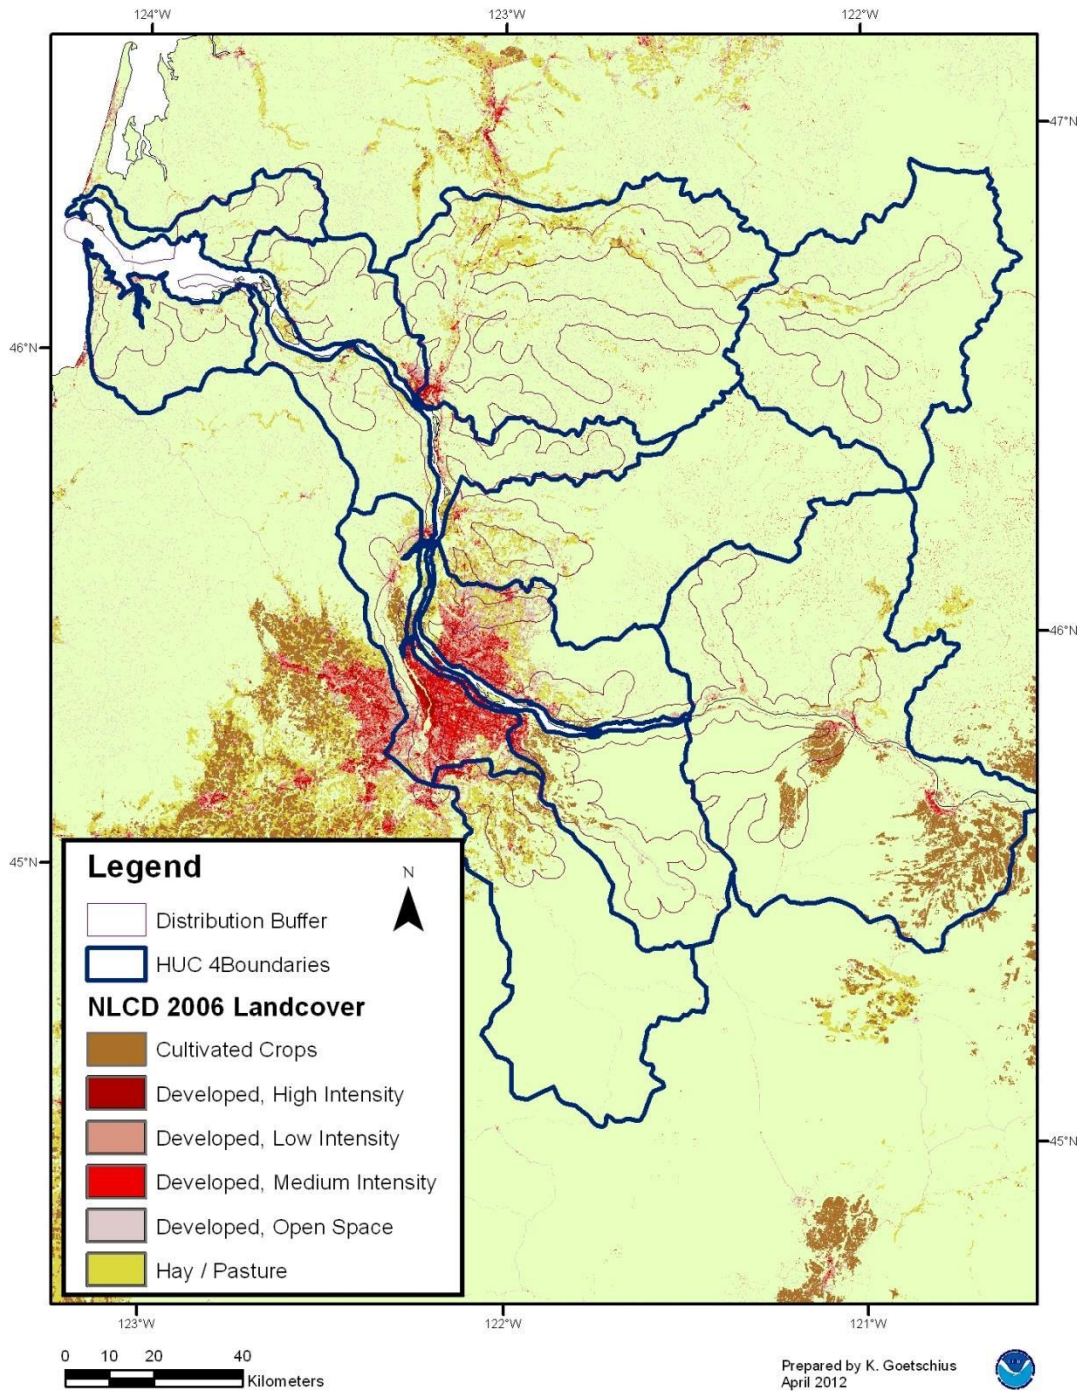 124°W 123°W 122°W
47°N
46°N
46°N
45°N
45°N
Legend
N
Distribution Buffer
HUC 4Boundaries
NLCD 2006 Landcover
Cultivated Crops
Developed, High Intensity
Developed, Low Intensity
Developed, Medium Intensity
Developed, Open Space
Hay / Pasture
123°W 122°W 121°W
0 10 20 40
Kilometers
Prepared by K. Goetschius
April 2012